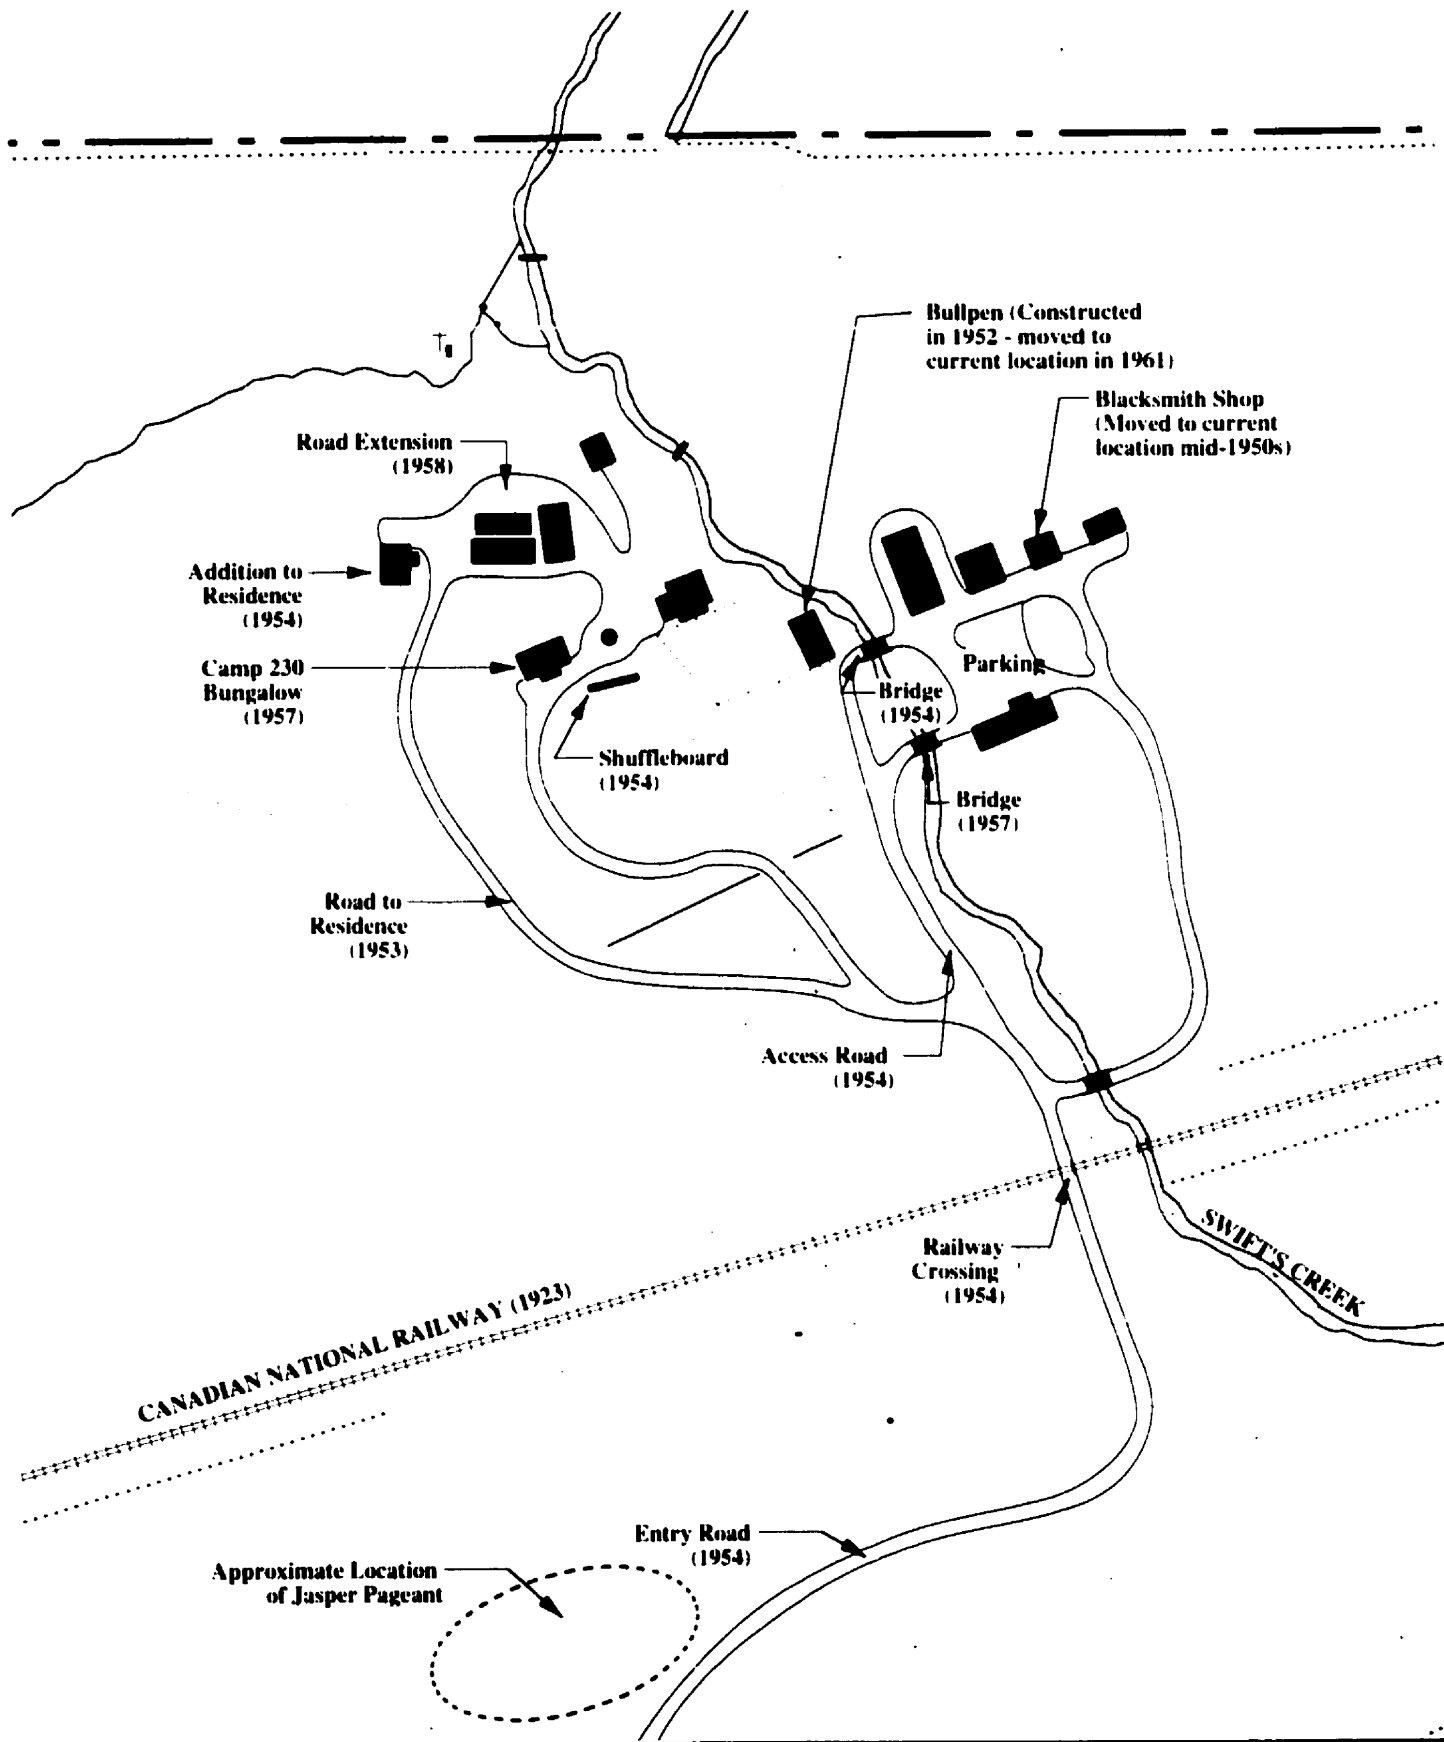 Bullpen (Constructed
in 1952 - moved to
current location in 1961)
Blacksmith Shop
(Moved to current
location mid-1950s)
Road Extension
(1958)
Addition to
Residence
(1954)
Camp 230
Bungalow
(1957)
Parking
Bridge
(1954)
Shuffleboard
(1954)
Bridge
(1957)
Road to
Residence
(1953)
Access Road
(1954)
SWIFT'S CREEK
Railway
Crossing
(1954)
CANADIAN NATIONAL RAILWAY (1923)
Entry Road
(1954)
Approximate Location
of Jasper Pageant